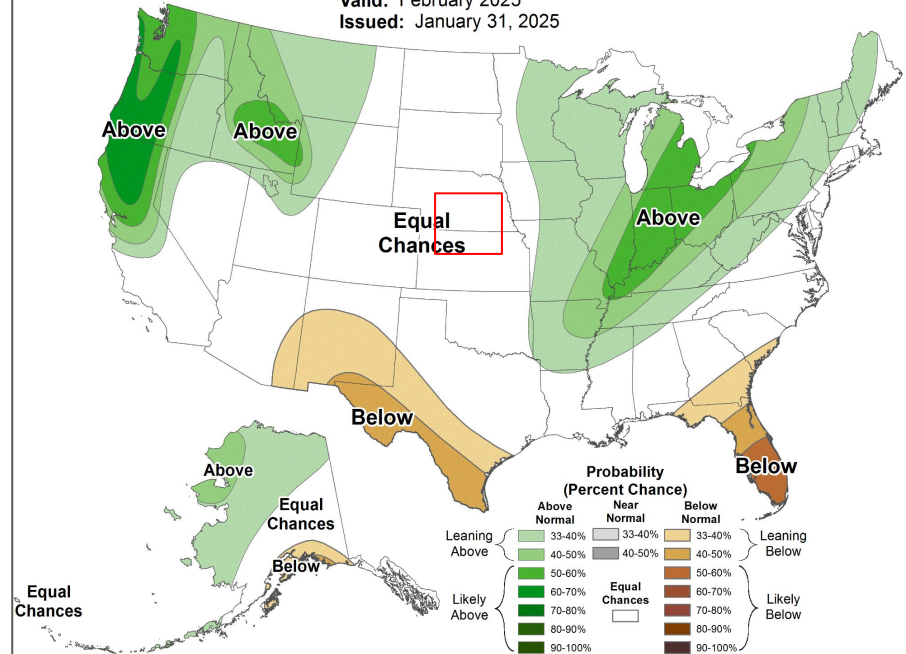 Valid: February 2025
Issued: January 31, 2025
Above
Above
Equal
Chances
Above
Below
Below
Above
Equal
Chances
Below
Equal
Chances
Probability
(Percent Chance)
Above
Normal
Near
Normal
Below
Normal
Leaning
Above
33-40%
40-50%
Likely
Above
50-60%
60-70%
70-80%
80-90%
90-100%
33-40%
40-50%
Equal
Chances
33-40%
40-50%
Leaning
Below
50-60%
60-70%
70-80%
80-90%
90-100%
Likely
Below